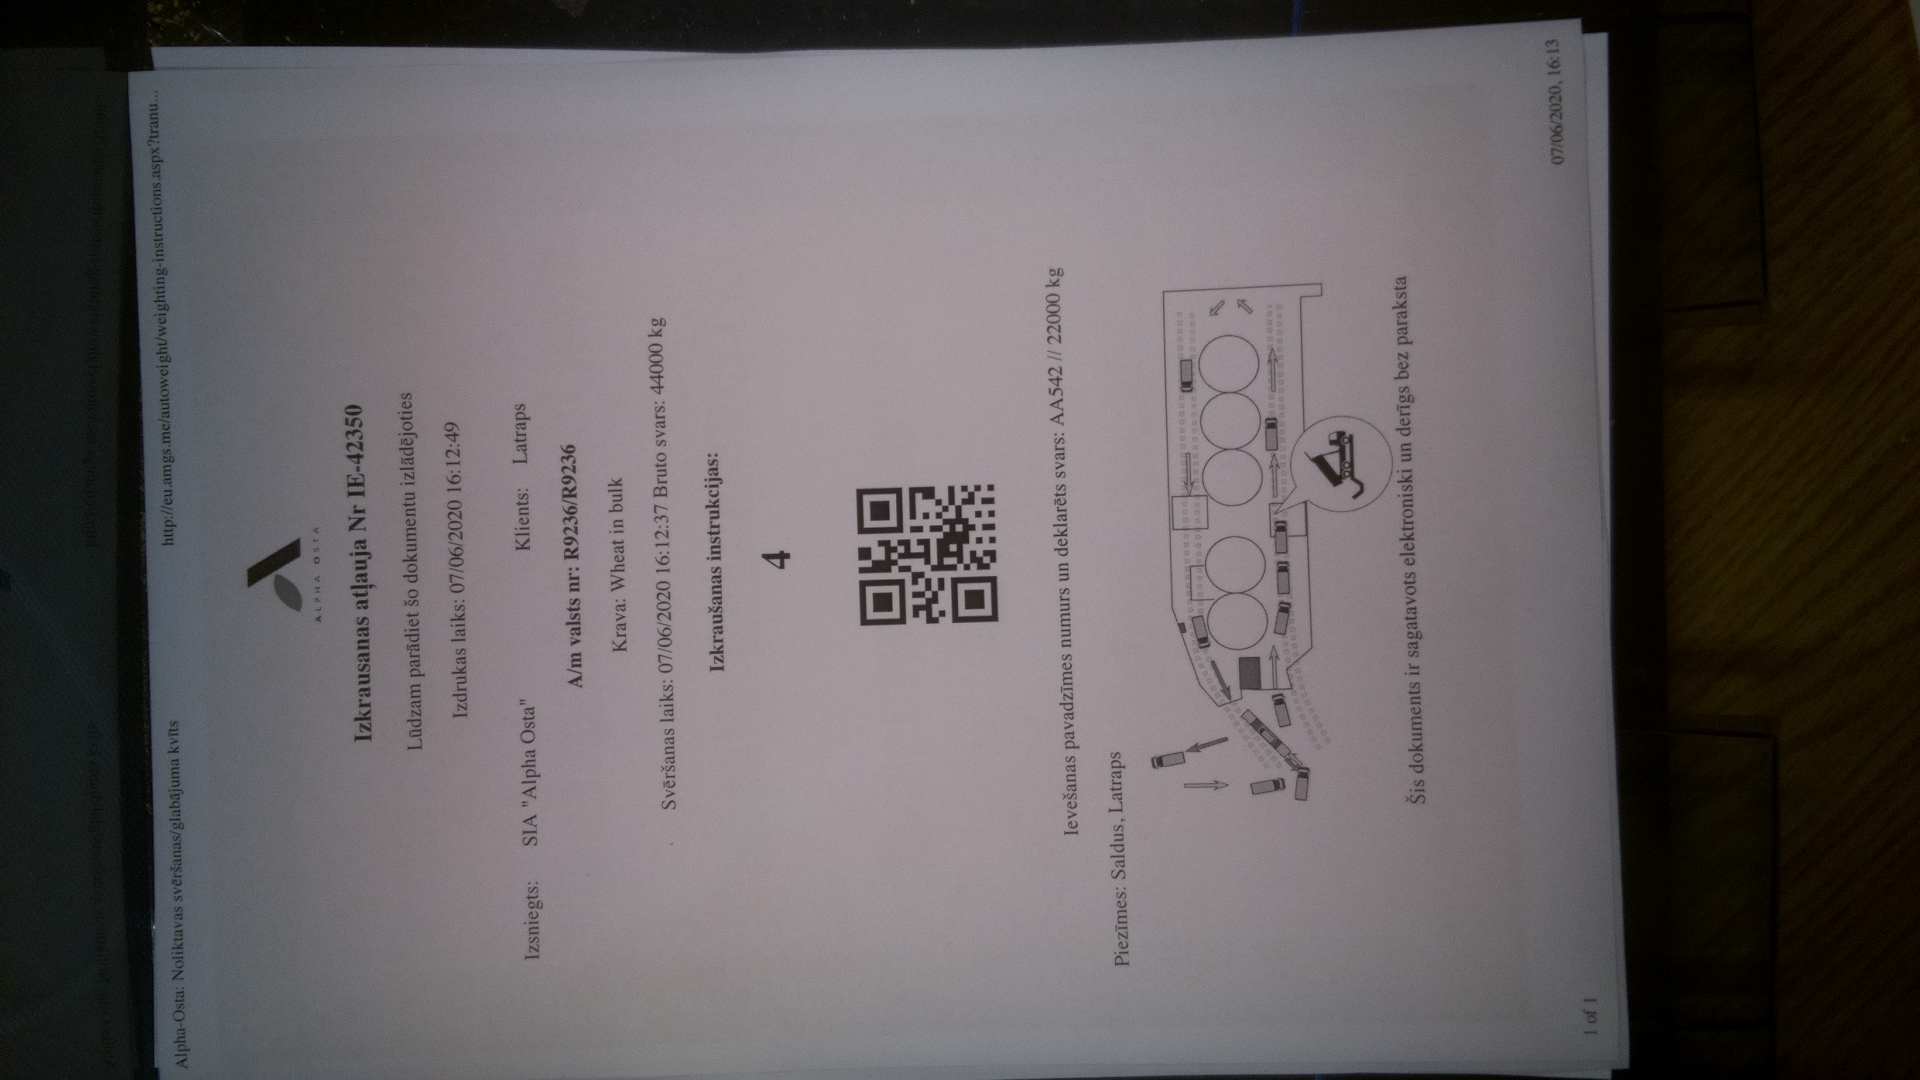 Alpha-Osta: Noliktavas svēršanas/glabājuma kvīts http://eu.amgs.me/autoweight/weighting-instructions.aspx?tranu...
ALPHA OSTA
Izkraušanas atļauja Nr IE-42350
Lūdzam parādiet šo dokumentu izlādējoties
Izdrukas laiks: 07/06/2020 16:12:49
Izsniegts: SIA "Alpha Osta" Klients: Latraps
A/m valsts nr: R9236/R9236
Krava: Wheat in bulk
Svēršanas laiks: 07/06/2020 16:12:37 Bruto svars: 44000 kg
Izkraušanas instrukcijas:
4
Ievešanas pavadzīmes numurs un deklarēts svars: AA542 // 22000 kg
Piezīmes: Saldus, Latraps
Šis dokuments ir sagatavots elektroniski un derīgs bez paraksta
1 of 1 07/06/2020, 16:13